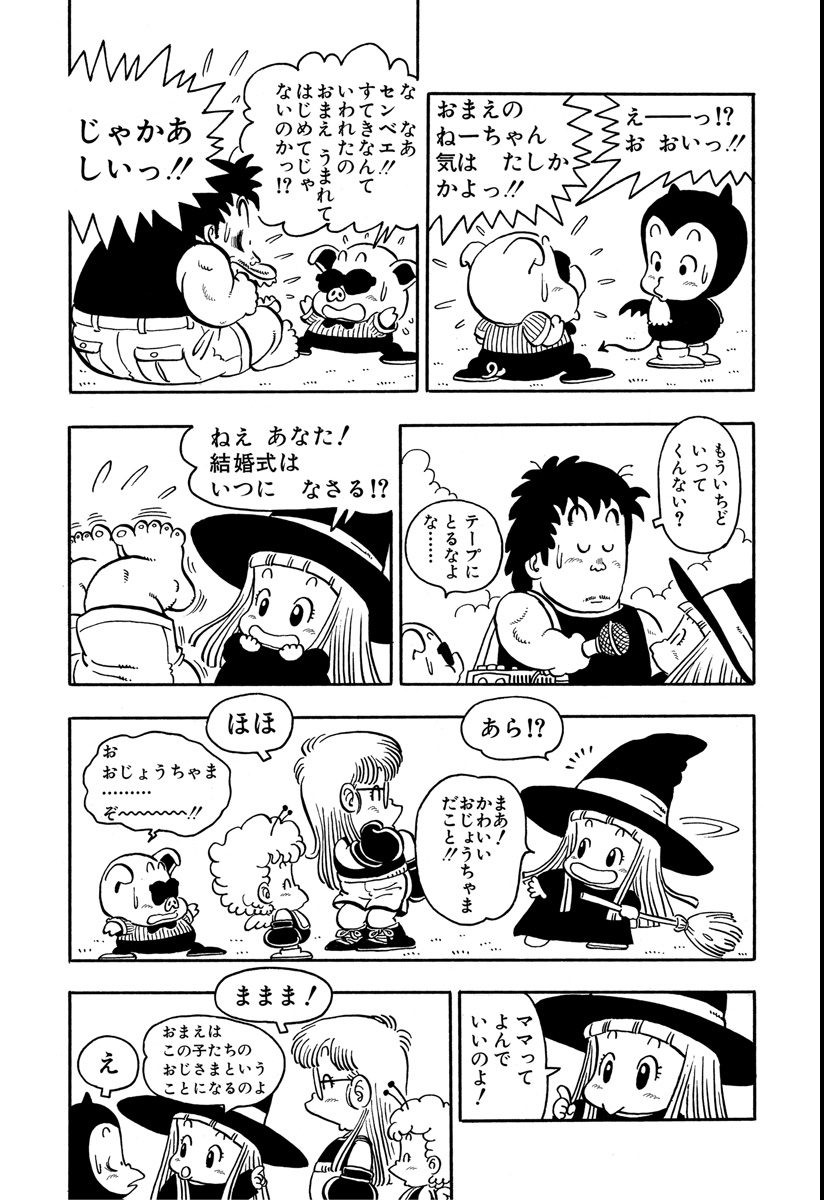 えーーっ!?
お おいっ!!
おまえの
ねーちゃん
気は たしか
かよっ!!
な なあ
センベエ!!
すてきなんて
いわれたの
おまえ うまれて
はじめてじゃ
ないのかっ!?
じゃかあ
しいっ!!
もういちど
いって
くんない?
テープに
とるなよ
な……
ねえ あなた!
結婚式は
いつに なさる!?
あら!?
まあ!
かわいい
おじょうちゃま
だこと!!
ほほ
お
おじょうちゃま
………
ぞ〜〜〜〜〜!!
ママって
よんで
いいのよ!
ままま!
おまえは
この子たちの
おじさまという
ことになるのよ
え